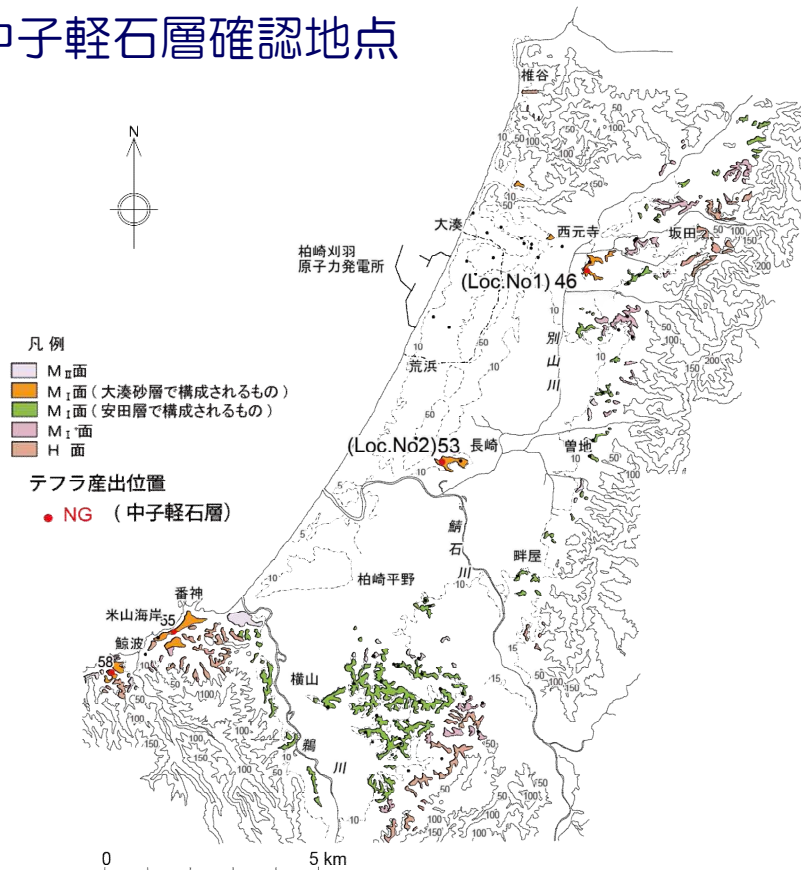 中子軽石層確認地点
N
椎谷
大湊
西元寺
坂田
柏崎刈羽
原子力発電所
(Loc.No1) 46
別山川
荒浜
凡例
MⅡ面
MⅠ面(大湊砂層で構成されるもの)
MⅠ面(安田層で構成されるもの)
MⅠ+面
H 面
(Loc.No2)53
長崎
曽地
テフラ産出位置
NG (中子軽石層)
鯖石川
畔屋
柏崎平野
番神
米山海岸
55
鯨波
58
横山
鵜川
0 5 km